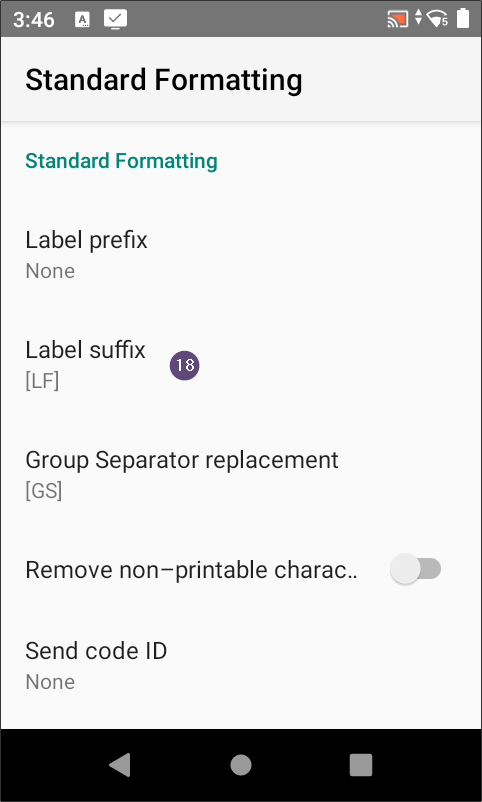 3:46 A 5
Standard Formatting
Standard Formatting
Label prefix
None
Label suffix
18
[LF]
Group Separator replacement
[GS]
Remove non–printable charac..
Send code ID
None